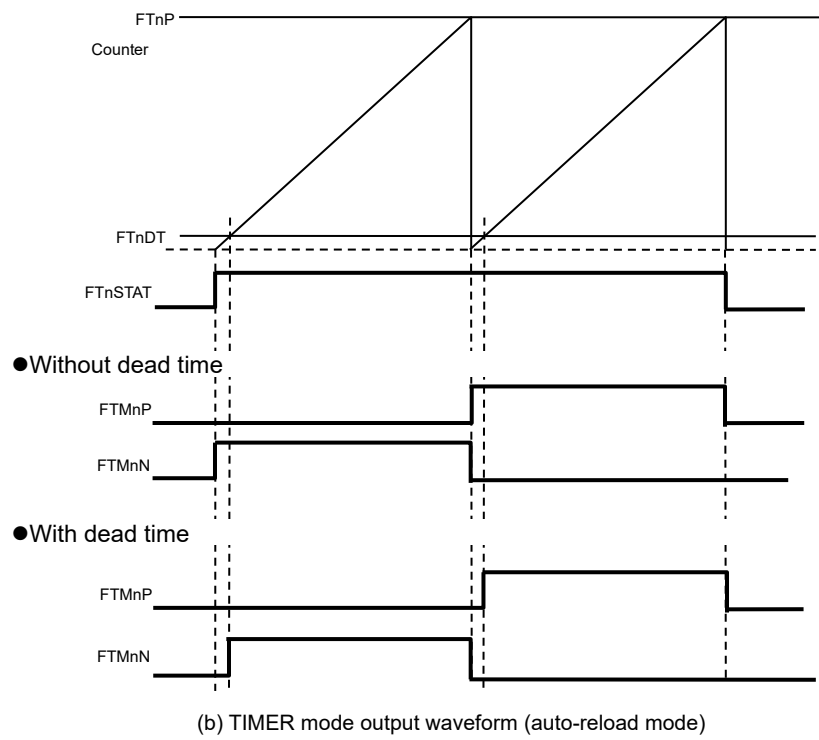 FTnP
Counter
FTnDT
FTnSTAT
●Without dead time
FTMnP
FTMnN
●With dead time
FTMnP
FTMnN
(b) TIMER mode output waveform (auto-reload mode)